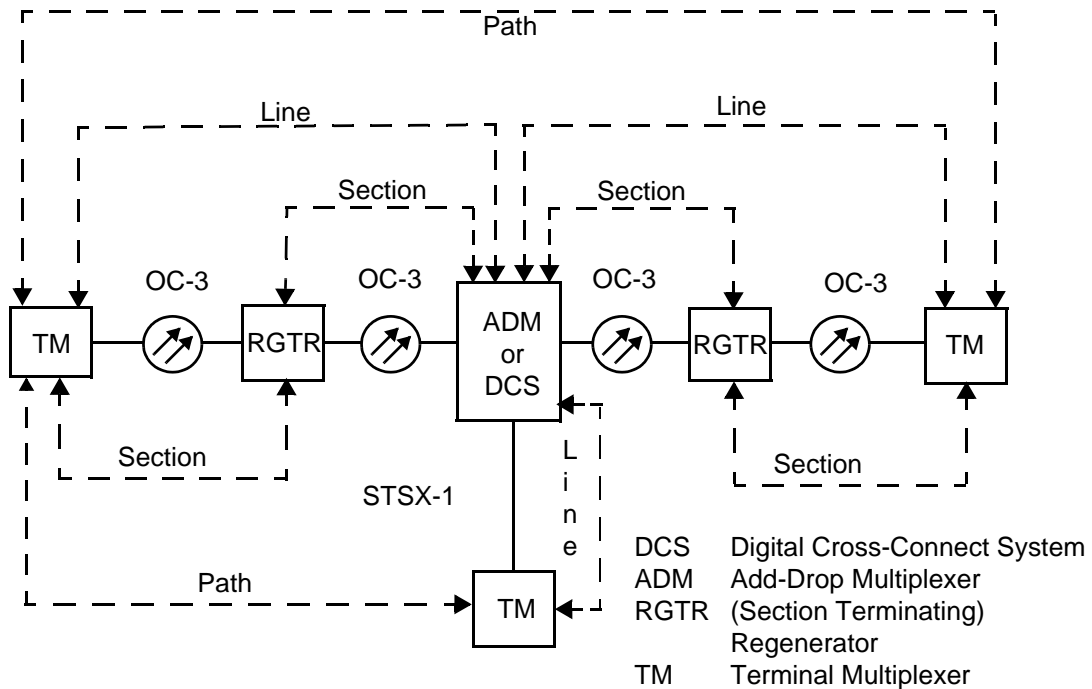 Path
Line
Line
Section
Section
OC-3
OC-3
OC-3
OC-3
TM
RGTR
ADM
or
DCS
RGTR
TM
Section
Line
Section
STSX-1
Path
TM
DCS Digital Cross-Connect System
ADM Add-Drop Multiplexer
RGTR (Section Terminating)
Regenerator
TM Terminal Multiplexer